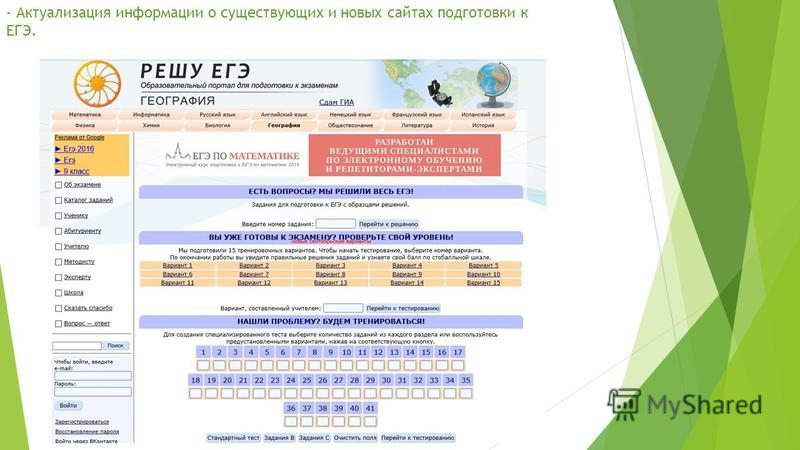 - Актуализация информации о существующих и новых сайтах подготовки к
ЕГЭ.
РЕШУ ЕГЭ
Образовательный портал для подготовки к экзаменам
ГЕОГРАФИЯ
Сдам ГИА
Математика Информатика Русский язык Английский язык Немецкий язык Французский язык Испанский язык
Физика Химия Биология География Обществознание Литература История
Реклама от Google
► Егэ 2016
► Егэ
► 9 класс
Об экзамене
Каталог заданий
Ученику
Абитуриенту
Учителю
Методисту
Эксперту
Школа
Сказать спасибо
Вопрос — ответ
Поиск
Чтобы войти, введите
e-mail:
Пароль:
Войти
Зарегистрироваться
Восстановление пароля
Войти через ВКонтакте
ЕГЭ ПО МАТЕМАТИКЕ
Электронный курс подготовки к ЕГЭ по математике 2016
РАЗРАБОТАН
ВЕДУЩИМИ СПЕЦИАЛИСТАМИ
ПО ЭЛЕКТРОННОМУ ОБУЧЕНИЮ
И РЕПЕТИТОРАМИ-ЭКСПЕРТАМИ
ЕСТЬ ВОПРОСЫ? МЫ РЕШИЛИ ВЕСЬ ЕГЭ!
Задания для подготовки к ЕГЭ с образцами решений.
Введите номер задания: Перейти к решению
ВЫ УЖЕ ГОТОВЫ К ЭКЗАМЕНУ? ПРОВЕРЬТЕ СВОЙ УРОВЕНЬ!
новые сентябрьские варианты
Мы подготовили 15 тренировочных вариантов. Чтобы начать тестирование, выберите номер варианта.
По окончании работы вы увидите правильные решения заданий и узнаете свой балл по стобалльной шкале.
Вариант 1 Вариант 2 Вариант 3 Вариант 4 Вариант 5
Вариант 6 Вариант 7 Вариант 8 Вариант 9 Вариант 10
Вариант 11 Вариант 12 Вариант 13 Вариант 14 Вариант 15
Вариант, составленный учителем: Перейти к тестированию
НАШЛИ ПРОБЛЕМУ? БУДЕМ ТРЕНИРОВАТЬСЯ!
Для создания специализированного теста выберите количество заданий из каждого раздела или воспользуйтесь
предустановленными вариантами, нажав на соответствующую кнопку.
1 2 3 4 5 6 7 8 9 10 11 12 13 14 15 16 17
18 19 20 21 22 23 24 25 26 27 28 29 30 31 32 33 34 35
36 37 38 39 40 41
Стандартный тест Задания B Задания C Очистить поля Перейти к тестированию
MyShared